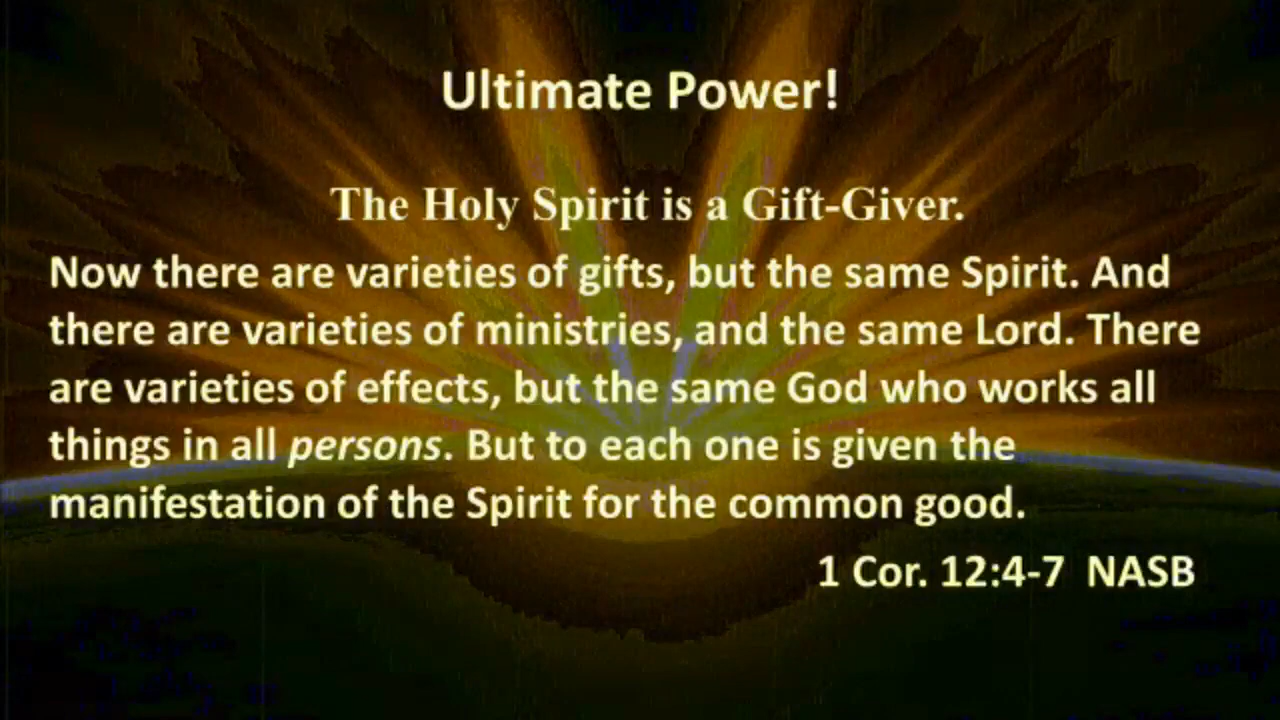 Ultimate Power!
The Holy Spirit is a Gift-Giver.
Now there are varieties of gifts, but the same Spirit. And
there are varieties of ministries, and the same Lord. There
are varieties of effects, but the same God who works all
things in all persons. But to each one is given the
manifestation of the Spirit for the common good.
1 Cor. 12:4-7  NASB